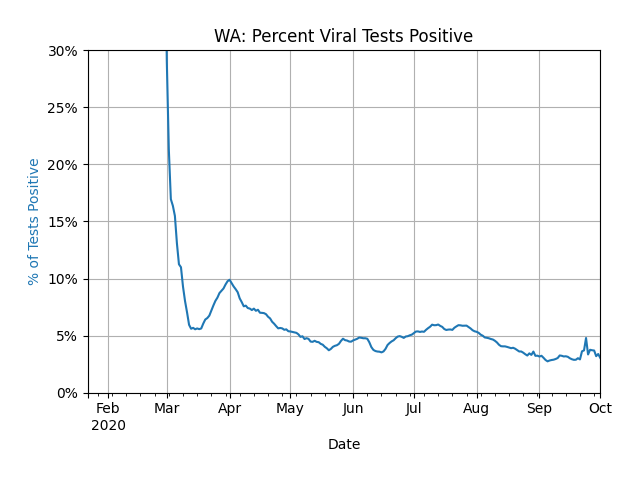 WA: Percent Viral Tests Positive
30%
25%
20%
15%
10%
5%
0%
% of Tests Positive
Feb Mar Apr May Jun Jul Aug Sep Oct
2020
Date